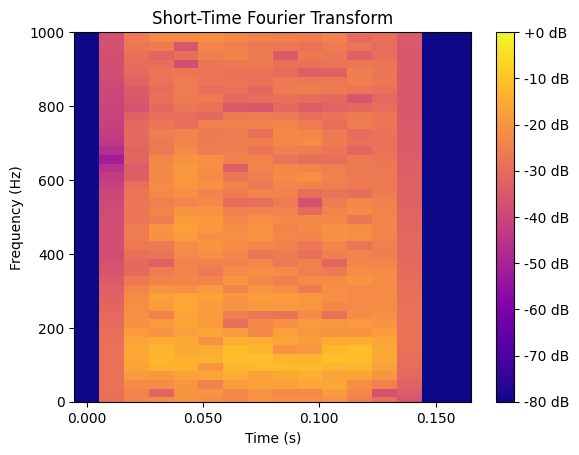 Short-Time Fourier Transform
1000
800
600
400
200
0
Frequency (Hz)
0.000
0.050
0.100
0.150
Time (s)
+0 dB
-10 dB
-20 dB
-30 dB
-40 dB
-50 dB
-60 dB
-70 dB
-80 dB